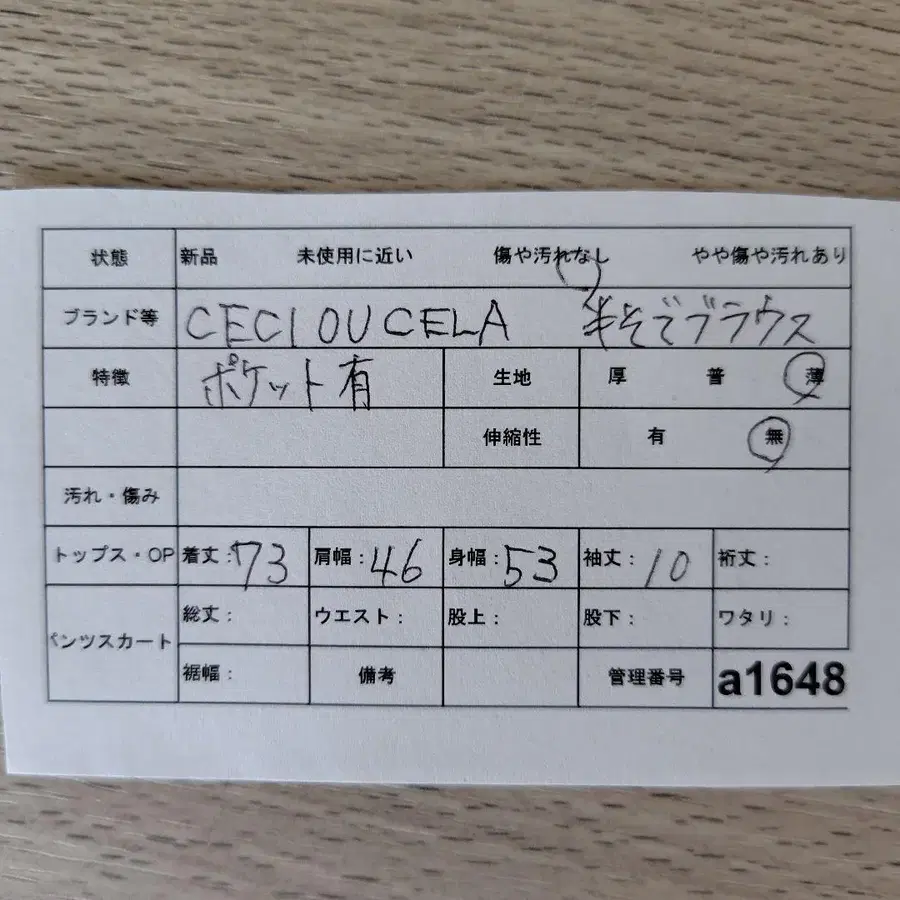 状態 新品 未使用に近い 傷や汚れなし やや傷や汚れあり
ブランド等 CECIOUCELA 半そでブラウス
特徴 ポケット有 生地 厚 普 薄
伸縮性 有 無
汚れ・傷み
トップス・OP 着丈:73 肩幅:46 身幅:53 袖丈:10 裄丈:
パンツスカート 総丈: ウエスト: 股上: 股下: ワタリ:
裾幅: 備考 管理番号 a1648